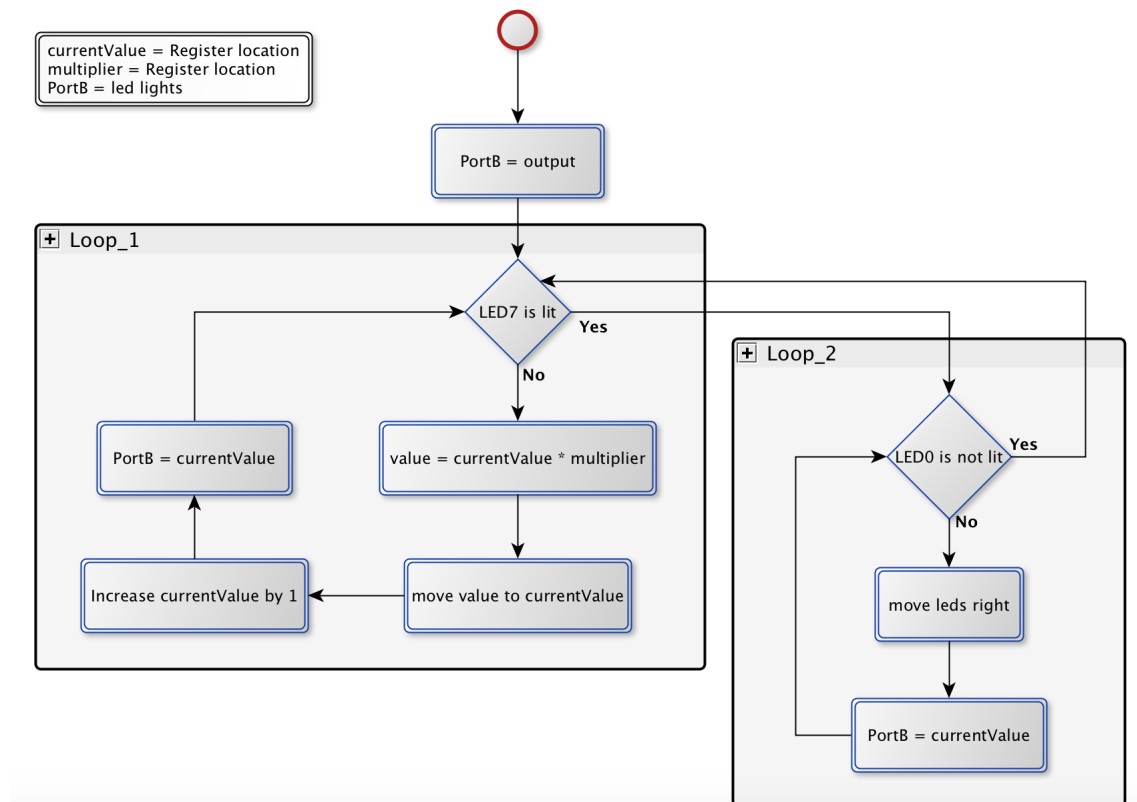 currentValue = Register location
multiplier = Register location
PortB = led lights
PortB = output
Loop_1
LED7 is lit
Yes
No
PortB = currentValue
value = currentValue * multiplier
Increase currentValue by 1
move value to currentValue
Loop_2
LED0 is not lit
Yes
No
move leds right
PortB = currentValue